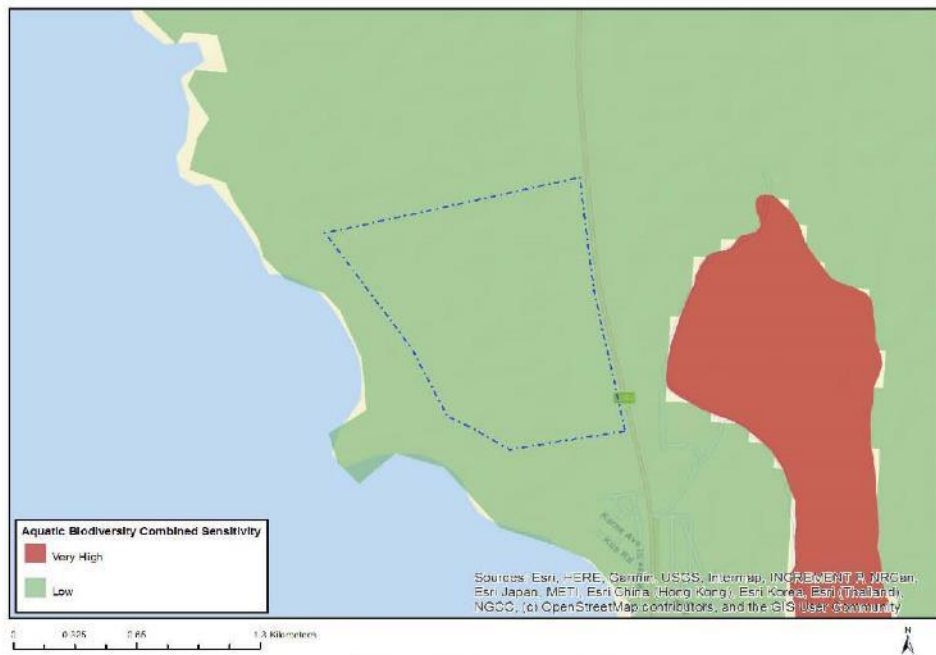 Aquatic Biodiversity Combined Sensitivity
Very High
Low
Kus Rd
Sources: Esri, HERE, Garmin, USGS, Intermap, INCREMENT P, NRCan,
Esri Japan, METI, Esri China (Hong Kong), Esri Korea, Esri (Thailand),
NGCC, (c) OpenStreetMap contributors, and the GIS User Community
0 0.325 0.65 1.3 Kilometers
N